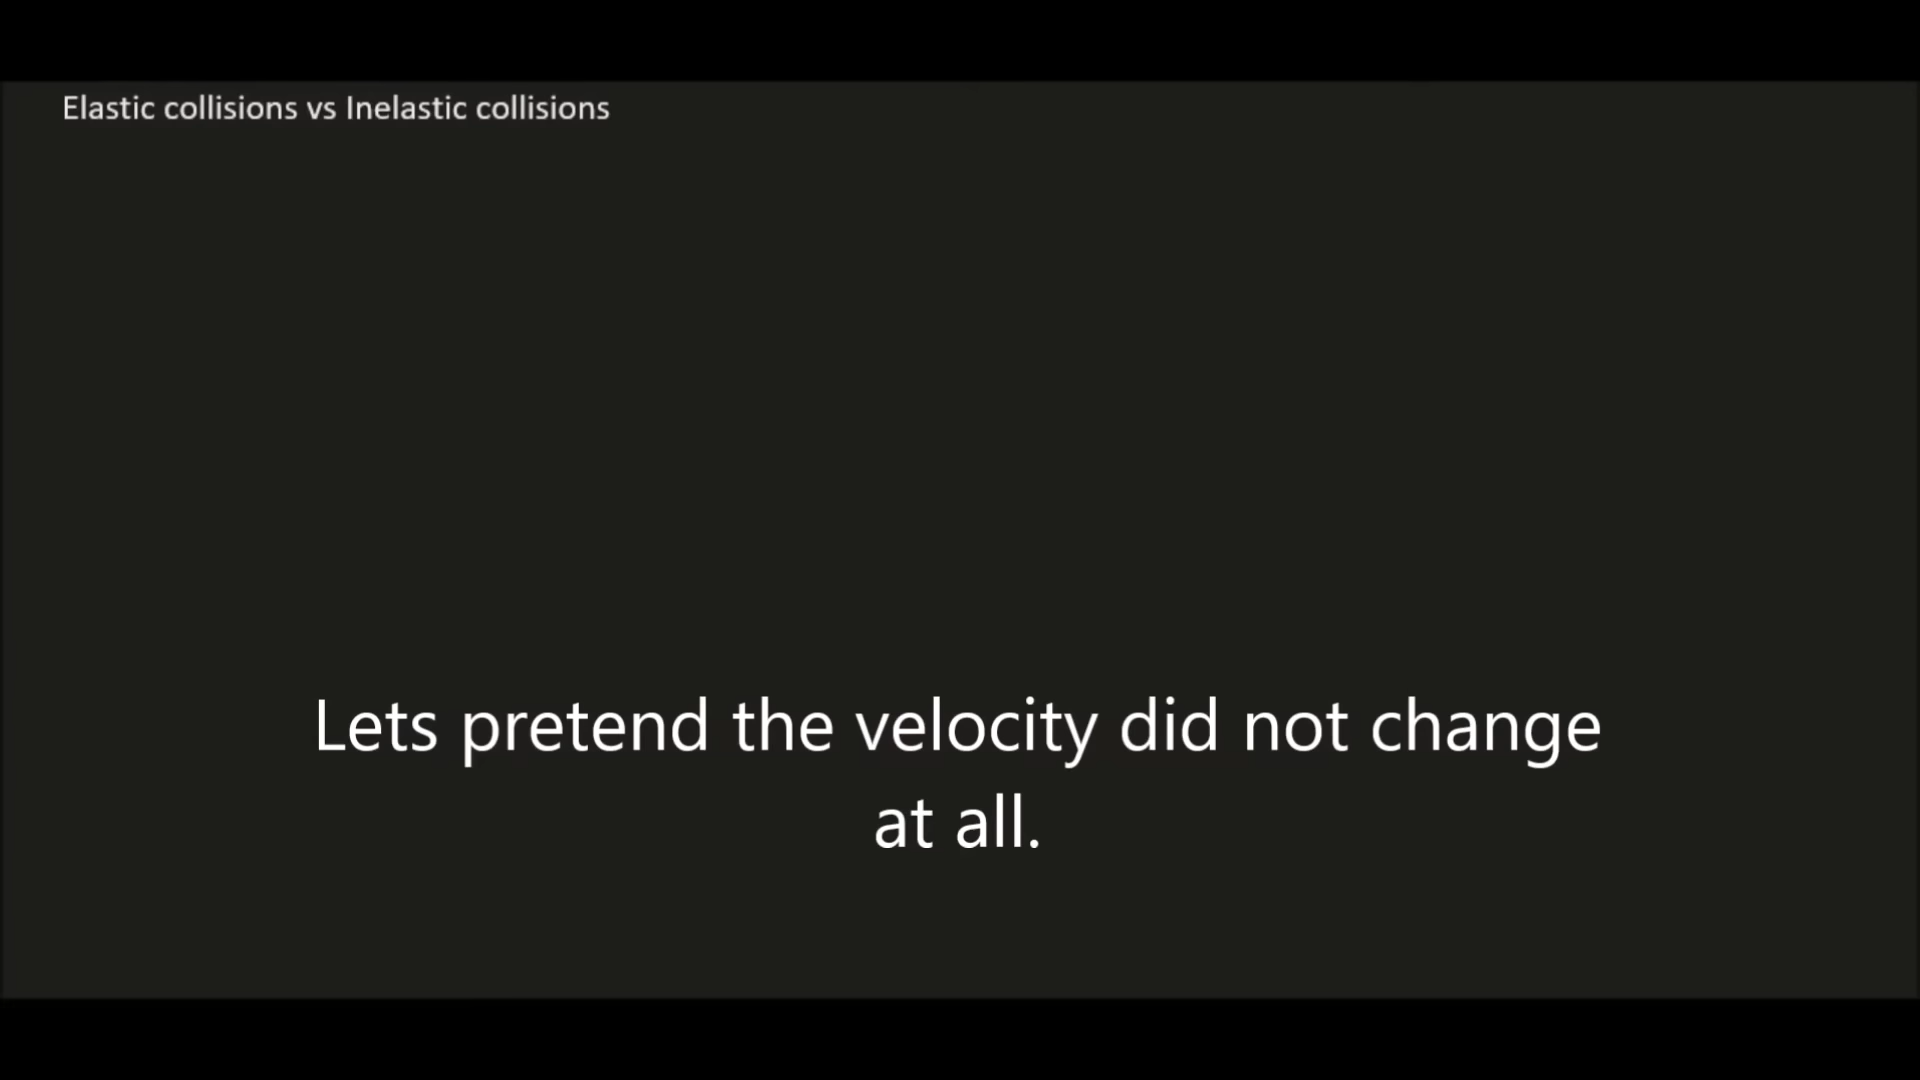 Elastic collisions vs Inelastic collisions
Lets pretend the velocity did not change
at all.